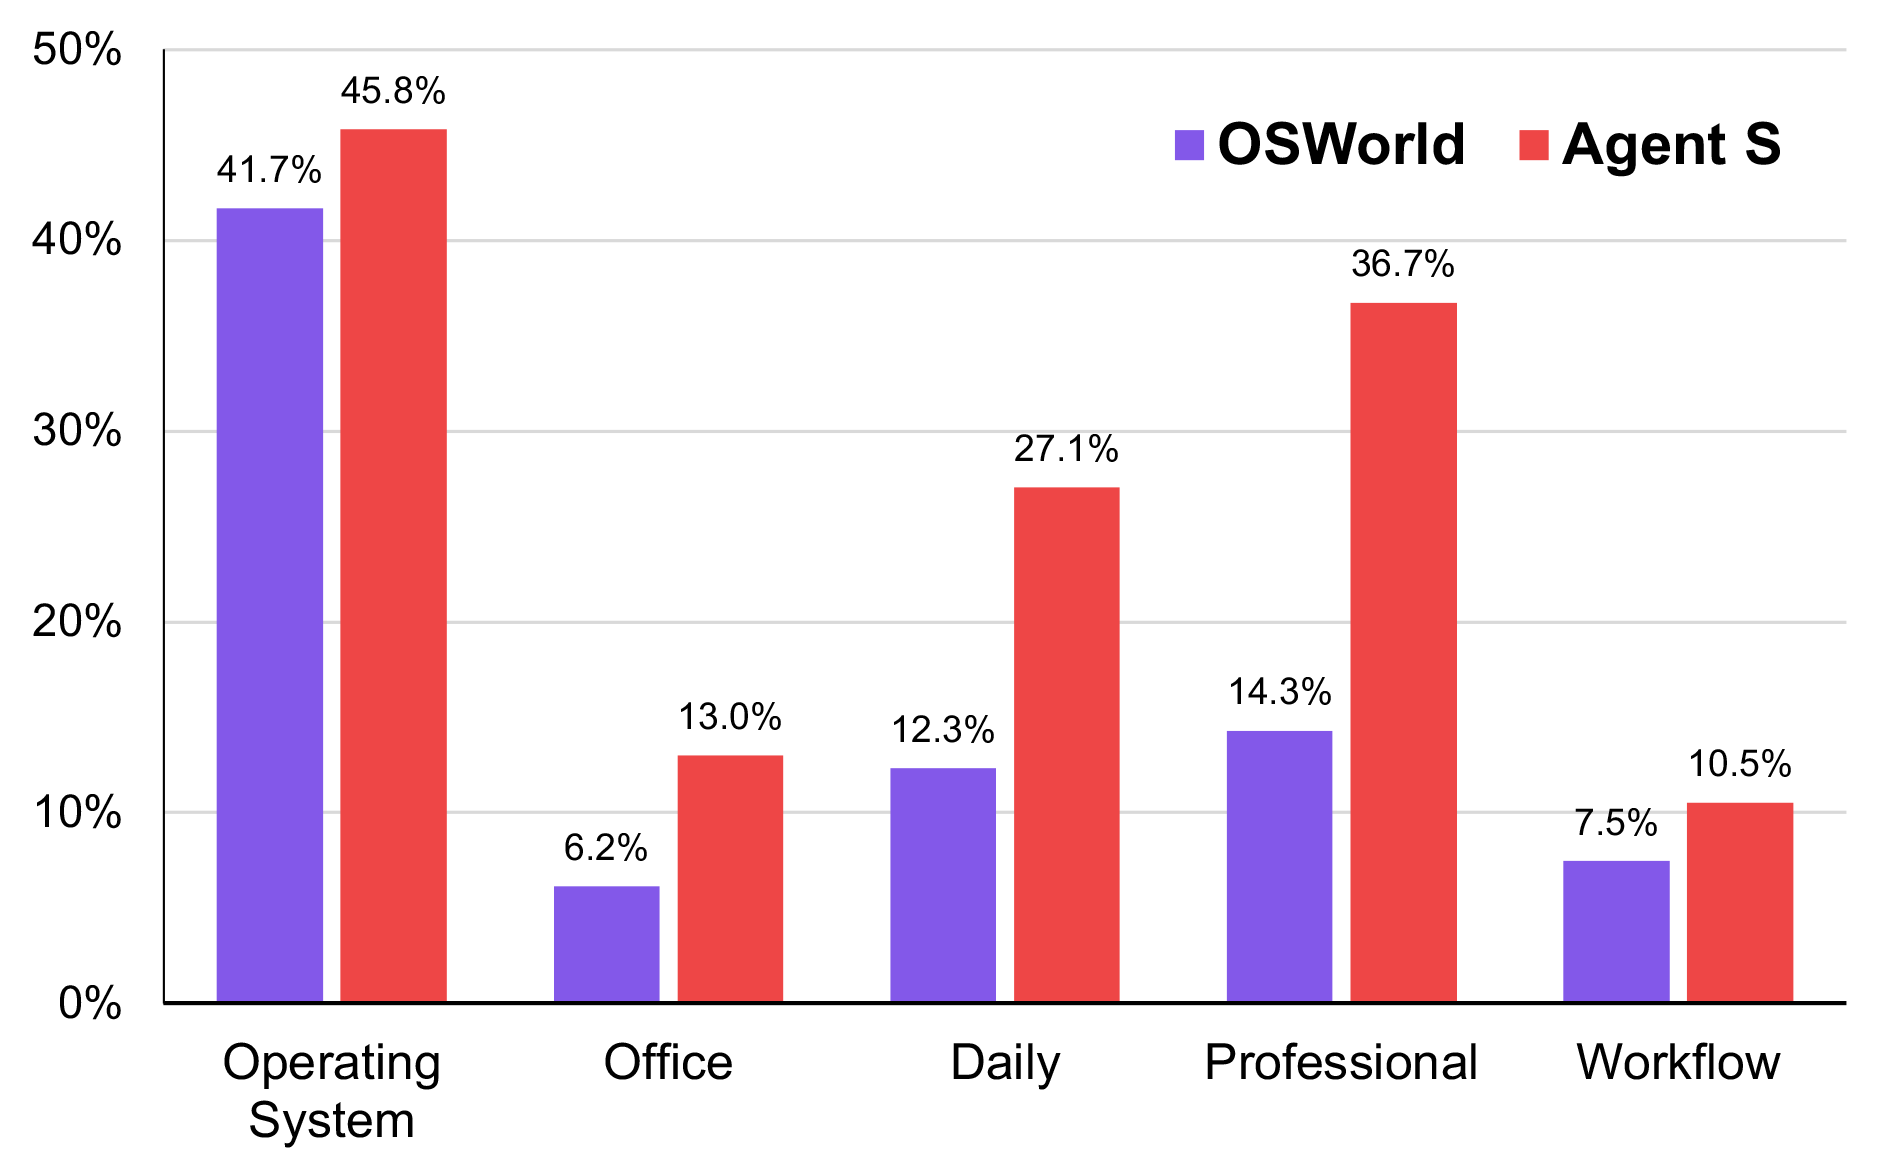 50%
40%
30%
20%
10%
0%
OSWorld
Agent S
41.7%
45.8%
6.2%
13.0%
12.3%
27.1%
14.3%
36.7%
7.5%
10.5%
Operating
System
Office
Daily
Professional
Workflow